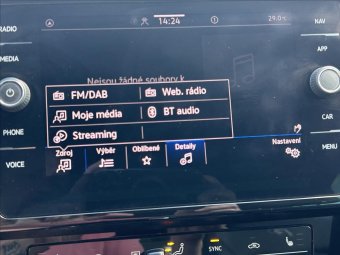 RADIO
14:24
29.0°C
NAV
MEDIA
APP
Nejsou žádné soubory k
FM/DAB
Web. rádio
Moje média
BT audio
Streaming
PHONE
CAR
Zdroj
Výběr
Oblíbené
Detaily
Nastavení
VOICE
MENU
SYNC